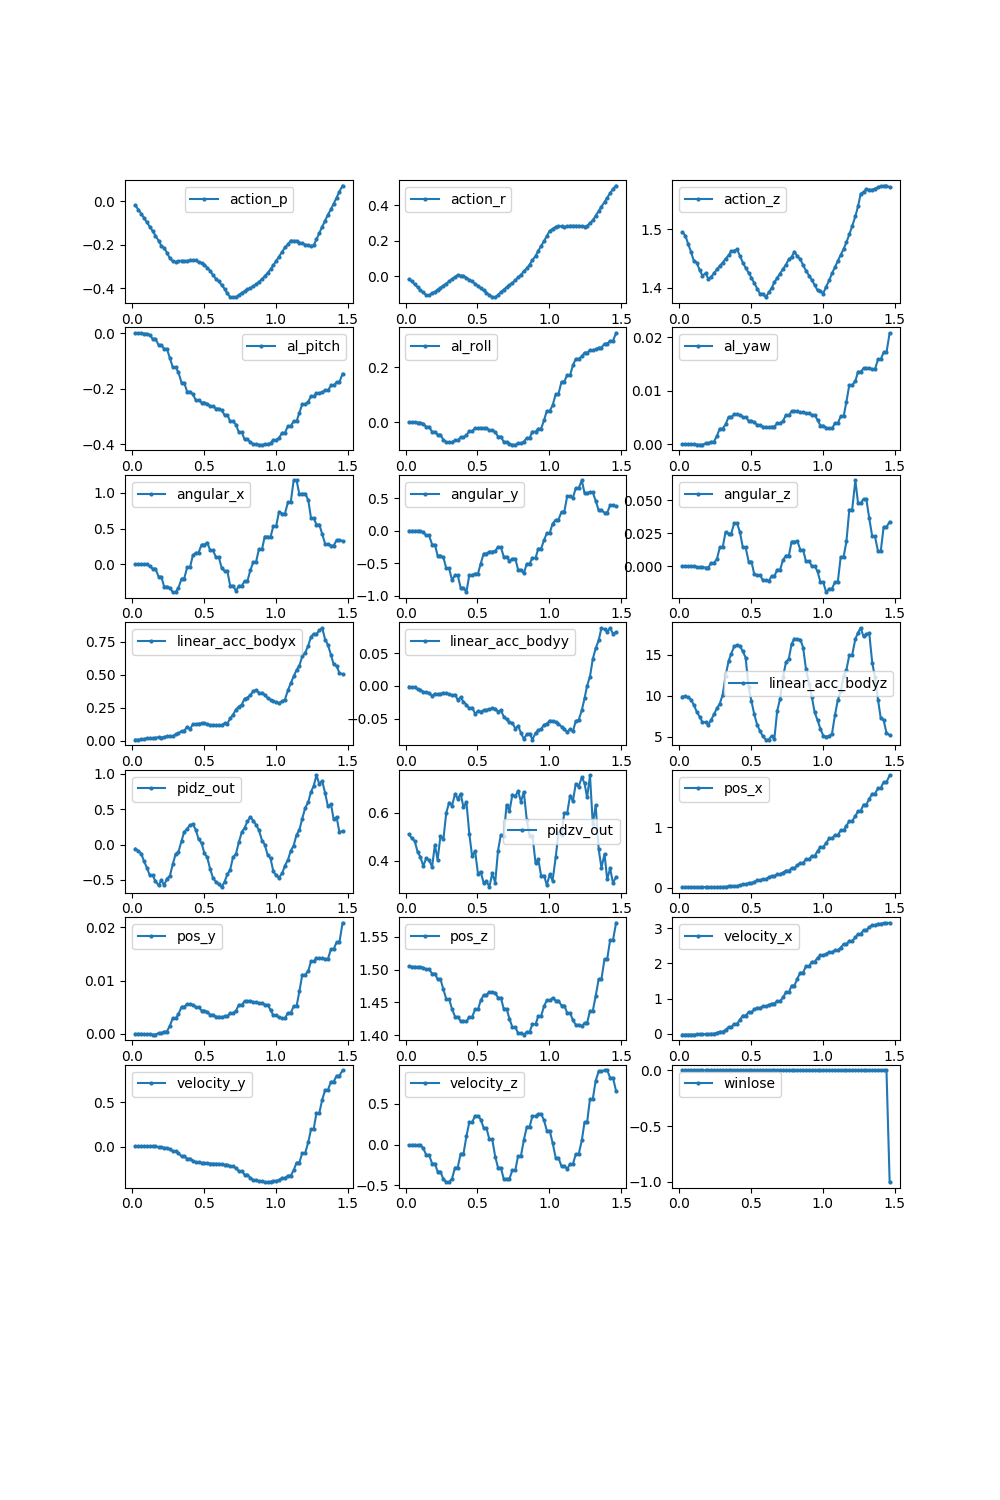 action_p
0.0
−0.2
−0.4
0.0 0.5 1.0 1.5
action_r
0.4
0.2
0.0
0.0 0.5 1.0 1.5
action_z
1.5
1.4
0.0 0.5 1.0 1.5
al_pitch
0.0
−0.2
−0.4
0.0 0.5 1.0 1.5
al_roll
0.2
0.0
0.0 0.5 1.0 1.5
al_yaw
0.02
0.01
0.00
0.0 0.5 1.0 1.5
angular_x
1.0
0.5
0.0
0.0 0.5 1.0 1.5
angular_y
0.5
0.0
−0.5
−1.0
0.0 0.5 1.0 1.5
angular_z
0.050
0.025
0.000
0.0 0.5 1.0 1.5
linear_acc_bodyx
0.75
0.50
0.25
0.00
0.0 0.5 1.0 1.5
linear_acc_bodyy
0.05
0.00
−0.05
0.0 0.5 1.0 1.5
linear_acc_bodyz
15
10
5
0.0 0.5 1.0 1.5
pidz_out
1.0
0.5
0.0
−0.5
0.0 0.5 1.0 1.5
pidzv_out
0.6
0.4
0.0 0.5 1.0 1.5
pos_x
1
0
0.0 0.5 1.0 1.5
pos_y
0.02
0.01
0.00
0.0 0.5 1.0 1.5
pos_z
1.55
1.50
1.45
1.40
0.0 0.5 1.0 1.5
velocity_x
3
2
1
0
0.0 0.5 1.0 1.5
velocity_y
0.5
0.0
0.0 0.5 1.0 1.5
velocity_z
0.5
0.0
−0.5
0.0 0.5 1.0 1.5
winlose
0.0
−0.5
−1.0
0.0 0.5 1.0 1.5